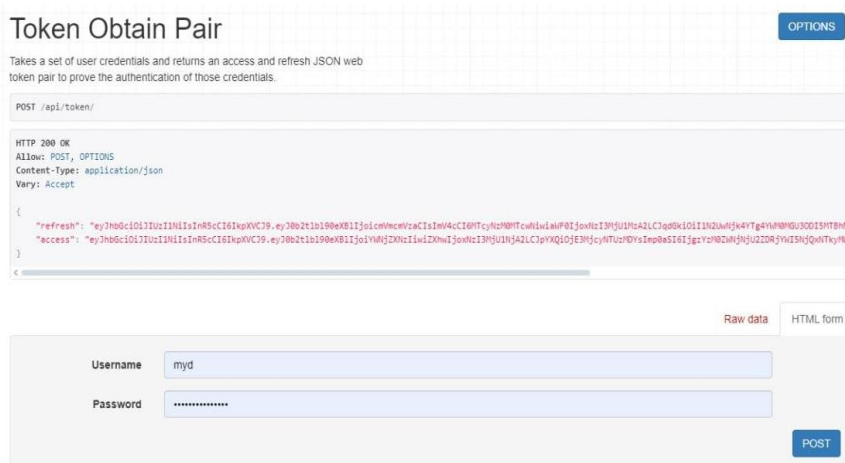 Token Obtain Pair
OPTIONS
Takes a set of user credentials and returns an access and refresh JSON web
token pair to prove the authentication of those credentials.
POST /api/token/
HTTP 200 OK
Allow: POST, OPTIONS
Content-Type: application/json
Vary: Accept
{
"refresh":
"access":
}
Raw data
HTML form
Username
myd
Password
POST